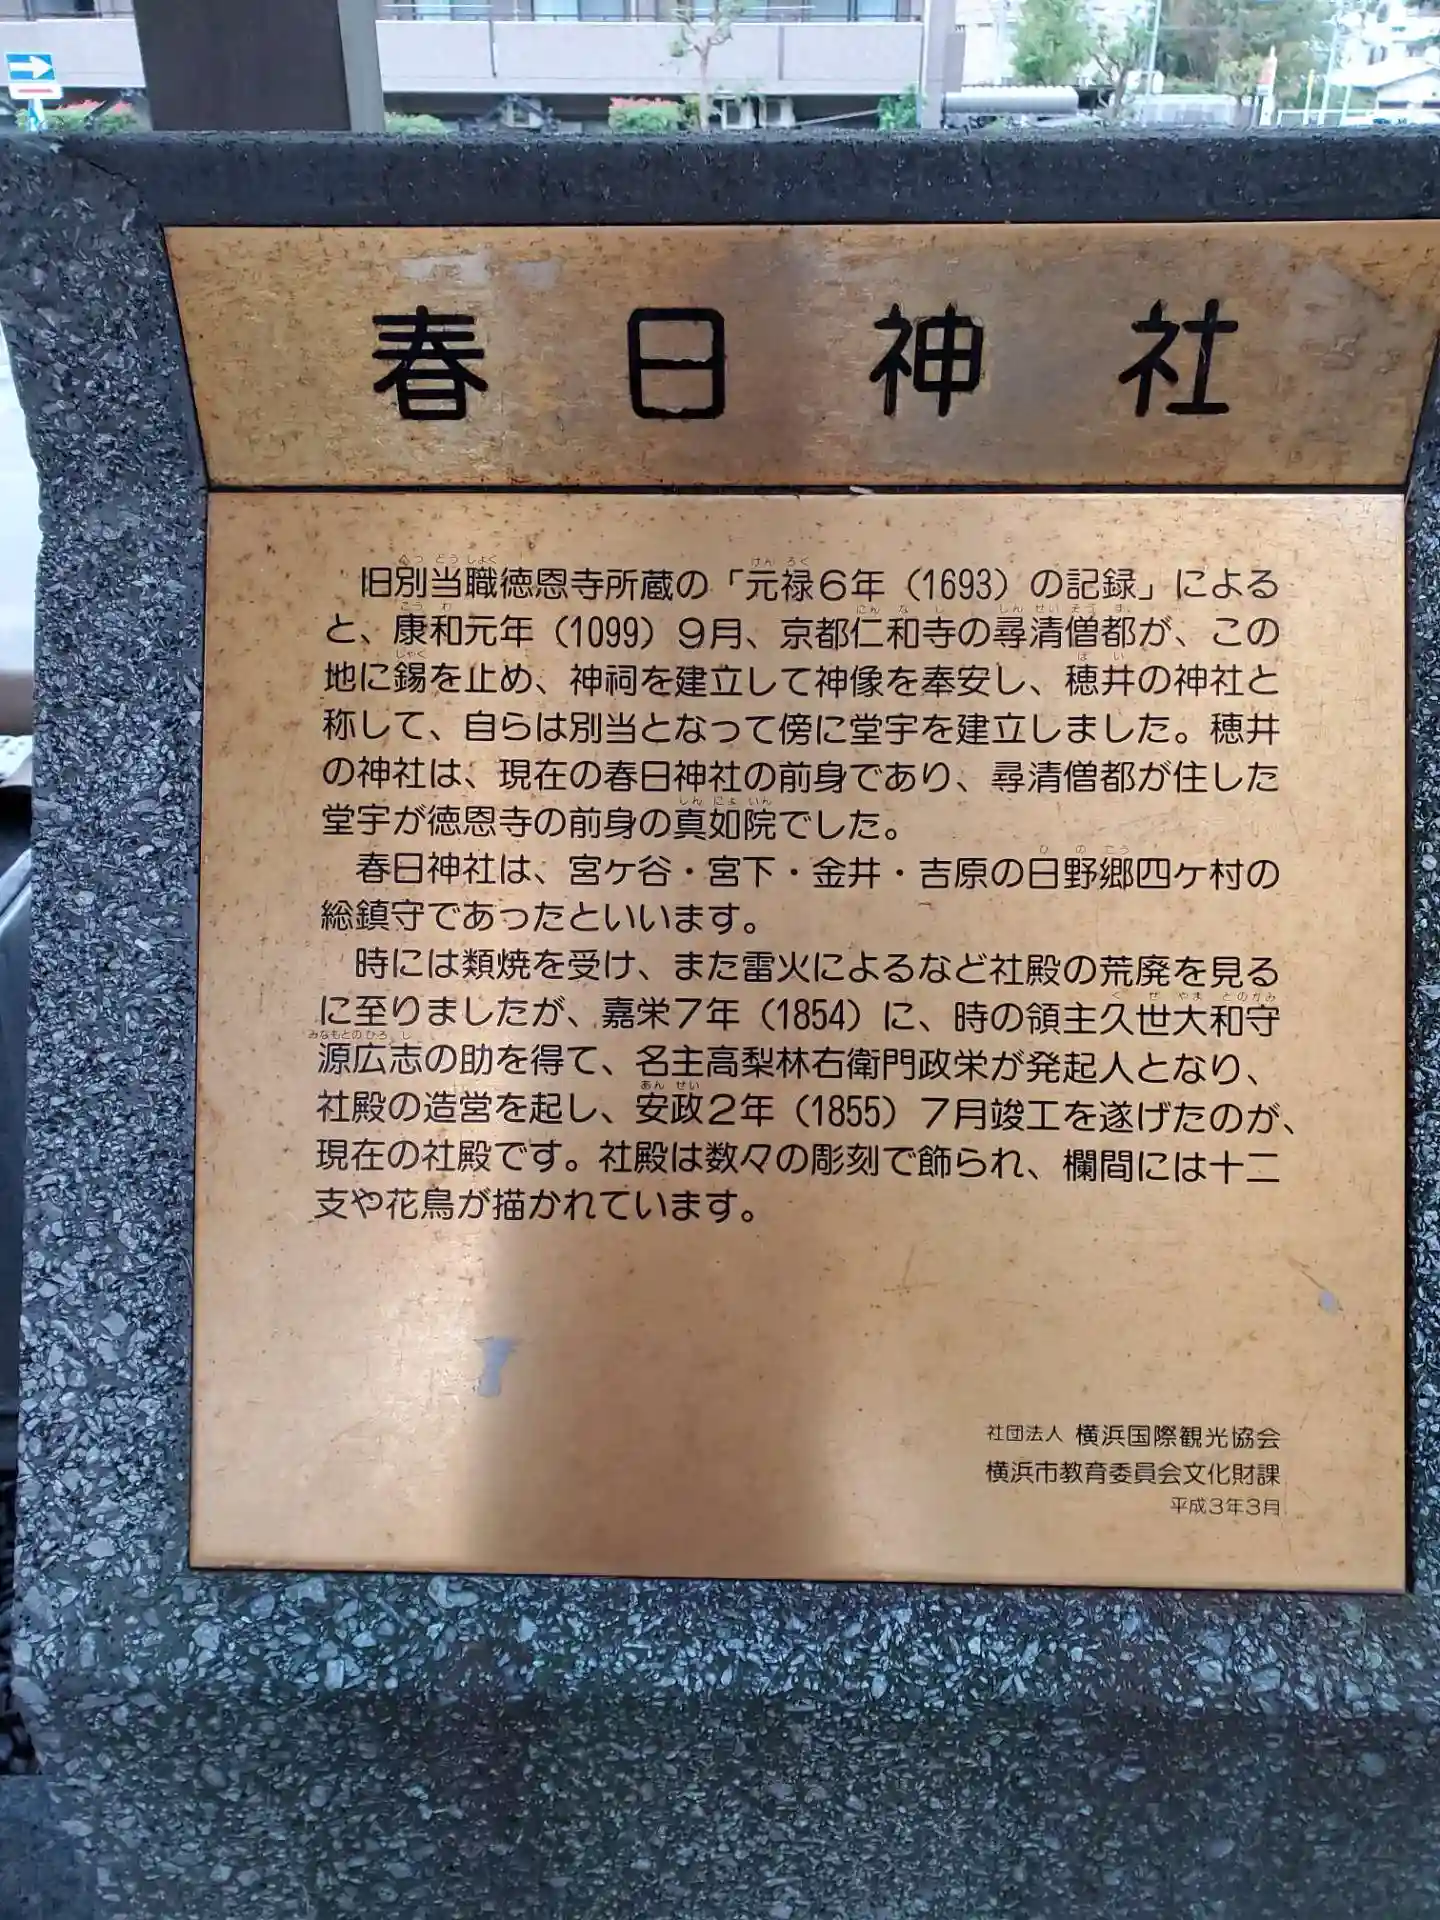 春日神社
旧別当職徳恩寺所蔵の「元禄6年（1693）の記録」による
と、康和元年（1099）9月、京都仁和寺の尋清僧都が、この
地に錫を止め、神祠を建立して神像を奉安し、穂井の神社と
称して、自らは別当となって傍に堂宇を建立しました。穂井
の神社は、現在の春日神社の前身であり、尋清僧都が住した
堂宇が徳恩寺の前身の真如院でした。
春日神社は、宮ケ谷・宮下・金井・吉原の日野郷四ケ村の
総鎮守であったといいます。
時には類焼を受け、また雷火によるなど社殿の荒廃を見る
に至りましたが、嘉栄7年（1854）に、時の領主久世大和守
源広志の助を得て、名主高梨林右衛門政栄が発起人となり、
社殿の造営を起し、安政2年（1855）7月竣工を遂げたのが、
現在の社殿です。社殿は数々の彫刻で飾られ、欄間には十二
支や花鳥が描かれています。
社団法人 横浜国際観光協会
横浜市教育委員会文化財課
平成3年3月